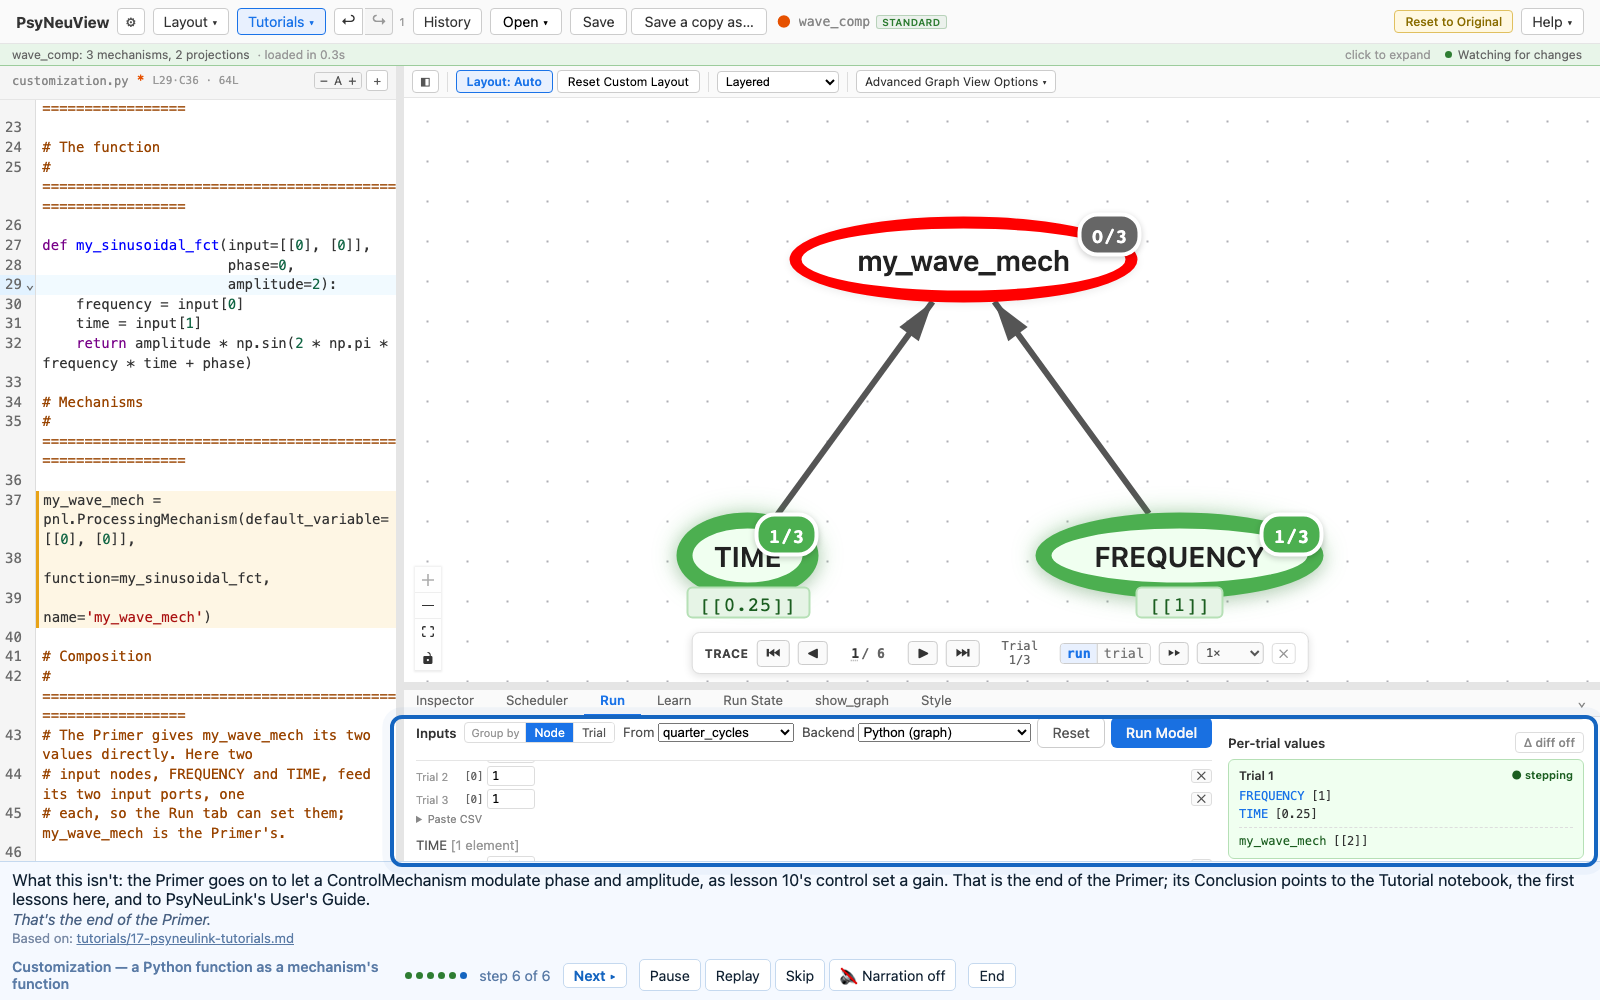 PsyNeuView ⚙ Layout ▾ Tutorials ▾ ↩ ↪ 1 History Open ▾ Save Save a copy as... wave_comp STANDARD Reset to Original Help ▾
wave_comp: 3 mechanisms, 2 projections · loaded in 0.3s click to expand Watching for changes
customization.py * L29·C36 · 64L − A + +
Layout: Auto Reset Custom Layout Layered Advanced Graph View Options ▾
=================
23
24 # The function
25 #
==========================================
=================
26
27 def my_sinusoidal_fct(input=[[0], [0]],
28 phase=0,
29 amplitude=2):
30 frequency = input[0]
31 time = input[1]
32 return amplitude * np.sin(2 * np.pi *
frequency * time + phase)
33
34 # Mechanisms
35 #
==========================================
=================
36
37 my_wave_mech =
pnl.ProcessingMechanism(default_variable=
[[0], [0]],
38
function=my_sinusoidal_fct,
39
name='my_wave_mech')
40
41 # Composition
42 #
==========================================
=================
43 # The Primer gives my_wave_mech its two
values directly. Here two
44 # input nodes, FREQUENCY and TIME, feed
its two input ports, one
45 # each, so the Run tab can set them;
my_wave_mech is the Primer's.
46
my_wave_mech 0/3
TIME 1/3
[[0.25]]
FREQUENCY 1/3
[[1]]
TRACE ⏮ ◀ 1 / 6 ▶ ⏭ Trial 1/3 run trial ▸▸ 1× ×
Inspector Scheduler Run Learn Run State show_graph Style
Inputs Group by Node Trial From quarter_cycles Backend Python (graph) Reset Run Model
Trial 2 [0] 1 ×
Trial 3 [0] 1 ×
▸ Paste CSV
TIME [1 element]
Per-trial values Δ diff off
Trial 1 stepping
FREQUENCY [1]
TIME [0.25]
my_wave_mech [[2]]
What this isn't: the Primer goes on to let a ControlMechanism modulate phase and amplitude, as lesson 10's control set a gain. That is the end of the Primer; its Conclusion points to the Tutorial notebook, the first
lessons here, and to PsyNeuLink's User's Guide.
That's the end of the Primer.
Based on: tutorials/17-psyneulink-tutorials.md
Customization — a Python function as a mechanism's
function
step 6 of 6 Next ▸ Pause Replay Skip Narration off End